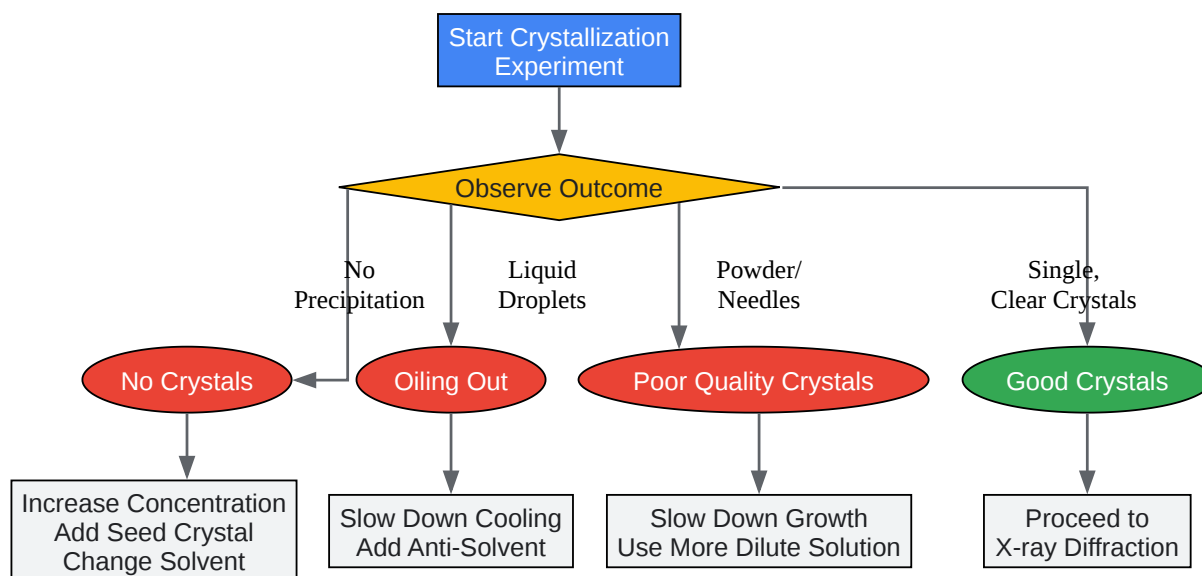 Start Crystallization
Experiment
Observe Outcome
No
Precipitation
Liquid
Droplets
Powder/
Needles
Single,
Clear Crystals
No Crystals
Oiling Out
Poor Quality Crystals
Good Crystals
Increase Concentration
Add Seed Crystal
Change Solvent
Slow Down Cooling
Add Anti-Solvent
Slow Down Growth
Use More Dilute Solution
Proceed to
X-ray Diffraction